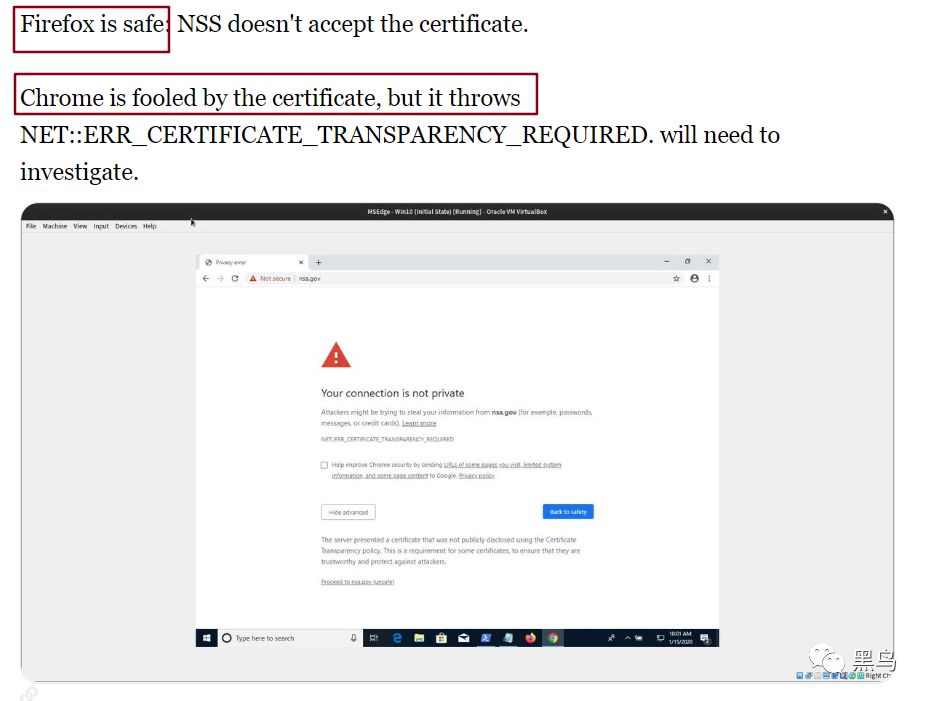 Firefox is safe: NSS doesn't accept the certificate.
Chrome is fooled by the certificate, but it throws
NET::ERR_CERTIFICATE_TRANSPARENCY_REQUIRED. will need to
investigate.
MSEdge - Win10 (Initial State) [Running] - Oracle VM VirtualBox
File Machine View Input Devices Help
Privacy error
Not secure | nsa.gov
Your connection is not private
Attackers might be trying to steal your information from nsa.gov (for example, passwords,
messages, or credit cards). Learn more
NET::ERR_CERTIFICATE_TRANSPARENCY_REQUIRED
Help improve Chrome security by sending URLs of some pages you visit, limited system
information, and some page content to Google. Privacy policy
Hide advanced
Back to safety
The server presented a certificate that was not publicly disclosed using the Certificate
Transparency policy. This is a requirement for some certificates, to ensure that they are
trustworthy and protect against attackers.
Proceed to nsa.gov (unsafe)
Type here to search
10:01 AM
1/15/2020
黑鸟
Right